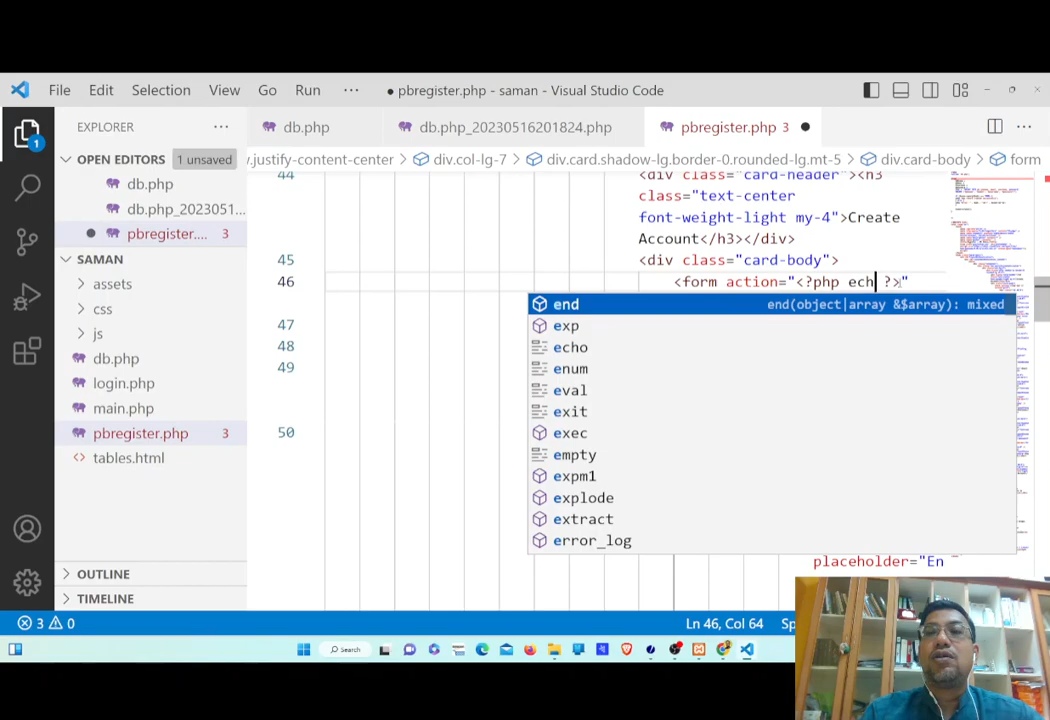 File Edit Selection View Go Run ··· ● pbregister.php - saman - Visual Studio Code
EXPLORER ···
db.php db.php_20230516201824.php pbregister.php 3 ●
OPEN EDITORS 1 unsaved
.justify-content-center > div.col-lg-7 > div.card.shadow-lg.border-0.rounded-lg.mt-5 > div.card-body > form
db.php
db.php_2023051...
● pbregister.... 3
SAMAN
assets
css
js
db.php
login.php
main.php
pbregister.php 3
tables.html
OUTLINE
TIMELINE
44 <div class="card-header"><h3
class="text-center
font-weight-light my-4">Create
Account</h3></div>
45 <div class="card-body">
46 <form action="<?php ech ?>"
47
48
49
50
end end(object|array &$array): mixed
exp
echo
enum
eval
exit
exec
empty
expm1
explode
extract
error_log
placeholder="En
3 0 Ln 46, Col 64 Sp
Search
1